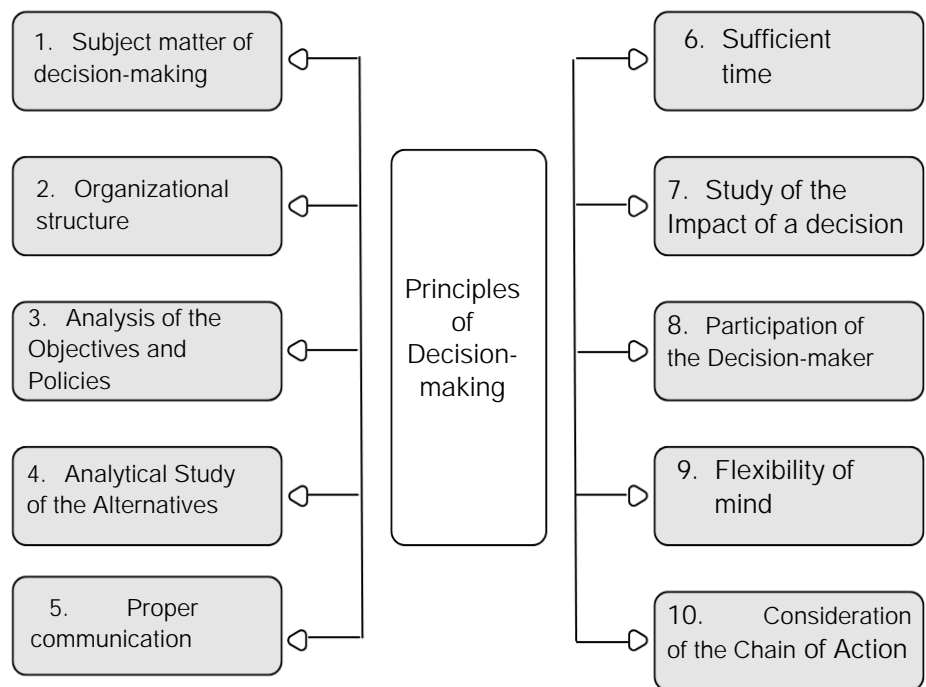 1. Subject matter of
decision-making
2. Organizational
structure
3. Analysis of the
Objectives and
Policies
4. Analytical Study
of the Alternatives
5. Proper
communication
Principles
of
Decision-
making
6. Sufficient
time
7. Study of the
Impact of a decision
8. Participation of
the Decision-maker
9. Flexibility of
mind
10. Consideration
of the Chain of Action